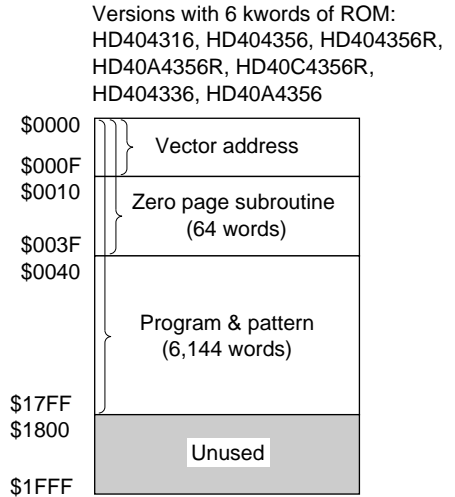 Versions with 6 kwords of ROM:
HD404316, HD404356, HD404356R,
HD40A4356R, HD40C4356R,
HD404336, HD40A4356
$0000
Vector address
$000F
$0010
Zero page subroutine
(64 words)
$003F
$0040
Program & pattern
(6,144 words)
$17FF
$1800
Unused
$1FFF